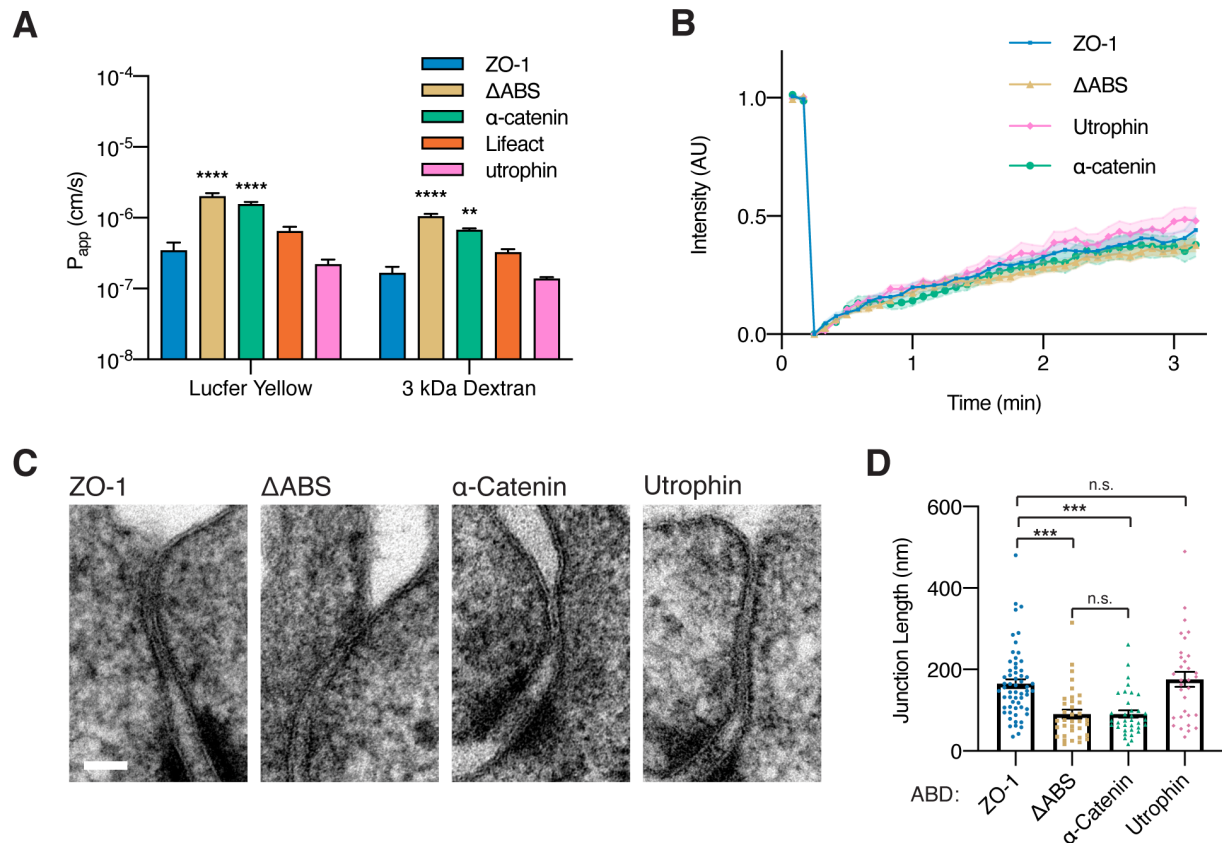 A
P_app (cm/s)
10^-4
10^-5
10^-6
10^-7
10^-8
ZO-1
ΔABS
α-catenin
Lifeact
utrophin
**** ****
**** **
Lucfer Yellow 3 kDa Dextran
B
Intensity (AU)
1.0
0.5
0.0
0 1 2 3
Time (min)
ZO-1
ΔABS
Utrophin
α-catenin
C
ZO-1 ΔABS α-Catenin Utrophin
D
Junction Length (nm)
600
400
200
0
n.s.
***
***
n.s.
ABD: ZO-1 ΔABS α-Catenin Utrophin